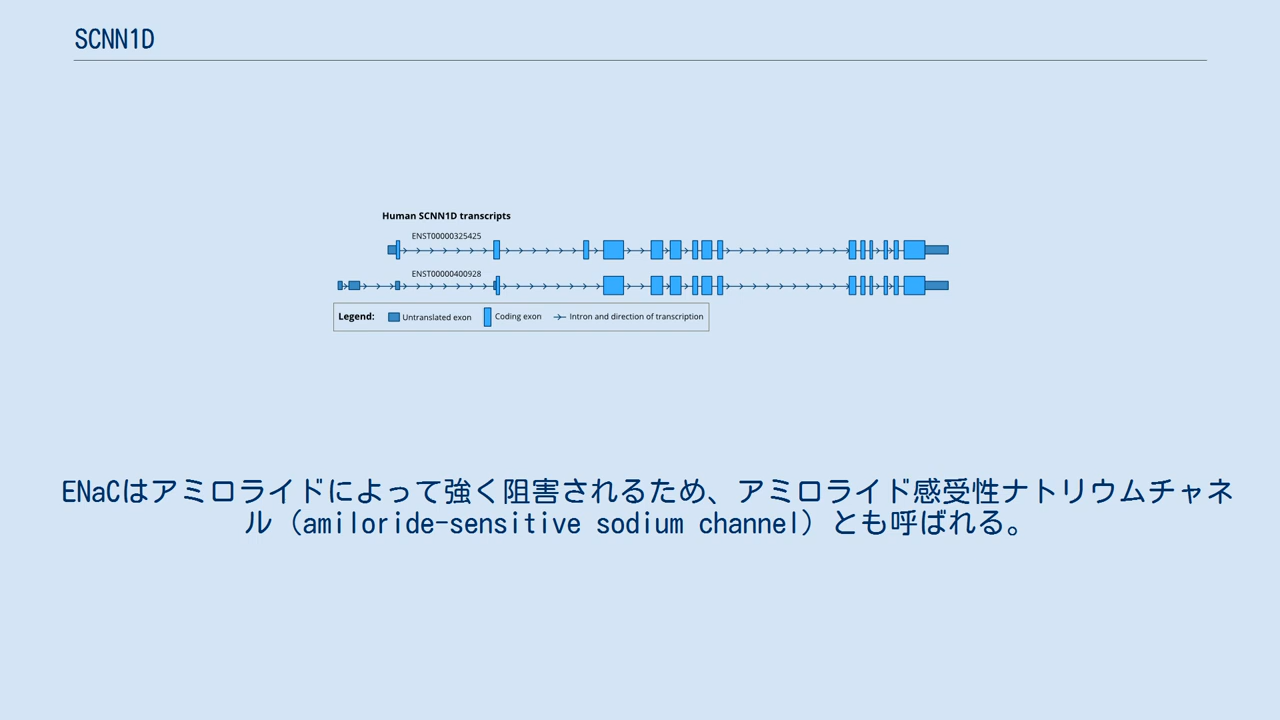 SCNN1D
Human SCNN1D transcripts
ENST00000325425
ENST00000400928
Legend: Untranslated exon Coding exon Intron and direction of transcription
ENaCはアミロライドによって強く阻害されるため、アミロライド感受性ナトリウムチャネ
ル（amiloride-sensitive sodium channel）とも呼ばれる。